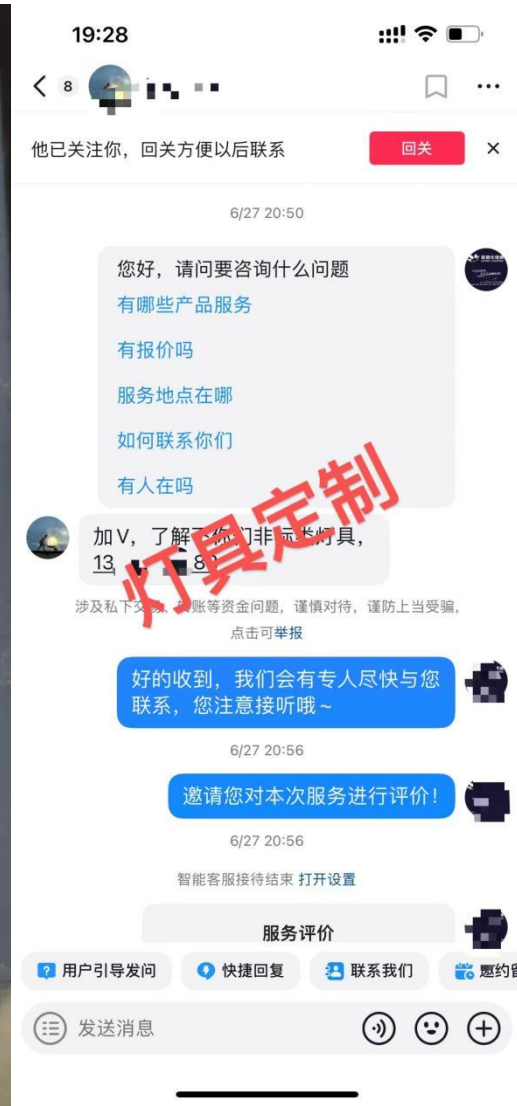 19:28
8
他已关注你，回关方便以后联系
回关
6/27 20:50
您好，请问要咨询什么问题
有哪些产品服务
有报价吗
服务地点在哪
如何联系你们
有人在吗
灯具定制
加V，了解下你们非标类灯具，
13 8
涉及私下交易、转账等资金问题，谨慎对待，谨防上当受骗，
点击可举报
好的收到，我们会有专人尽快与您
联系，您注意接听哦~
6/27 20:56
邀请您对本次服务进行评价！
6/27 20:56
智能客服接待结束 打开设置
服务评价
用户引导发问
快捷回复
联系我们
发送消息